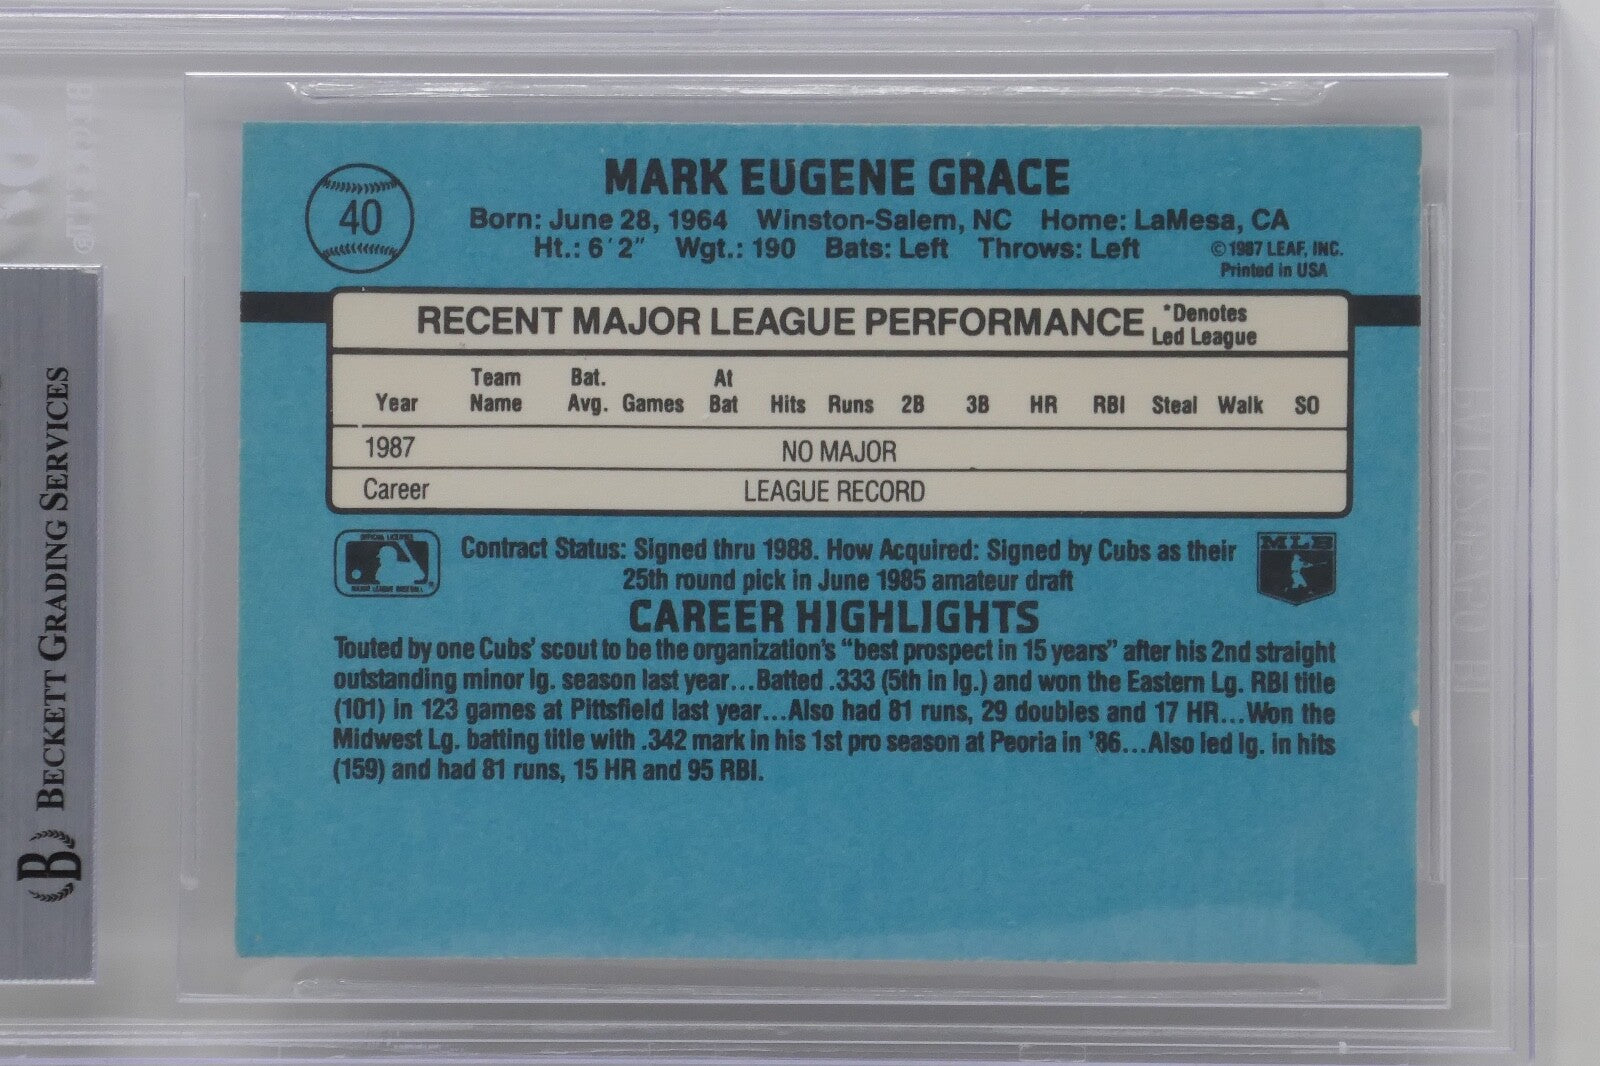 40
MARK EUGENE GRACE
Born: June 28, 1964 Winston-Salem, NC Home: LaMesa, CA
Ht.: 6'2" Wgt.: 190 Bats: Left Throws: Left
© 1987 LEAF, INC.
Printed in USA
RECENT MAJOR LEAGUE PERFORMANCE
*Denotes
Led League
Year Team Name Bat. Avg. Games At Bat Hits Runs 2B 3B HR RBI Steal Walk SO
1987 NO MAJOR
Career LEAGUE RECORD
Contract Status: Signed thru 1988. How Acquired: Signed by Cubs as their
25th round pick in June 1985 amateur draft
MLB
CAREER HIGHLIGHTS
Touted by one Cubs' scout to be the organization's "best prospect in 15 years" after his 2nd straight
outstanding minor lg. season last year...Batted .333 (5th in lg.) and won the Eastern Lg. RBI title
(101) in 123 games at Pittsfield last year...Also had 81 runs, 29 doubles and 17 HR...Won the
Midwest Lg. batting title with .342 mark in his 1st pro season at Peoria in '86...Also led lg. in hits
(159) and had 81 runs, 15 HR and 95 RBI.
B BECKETT GRADING SERVICES